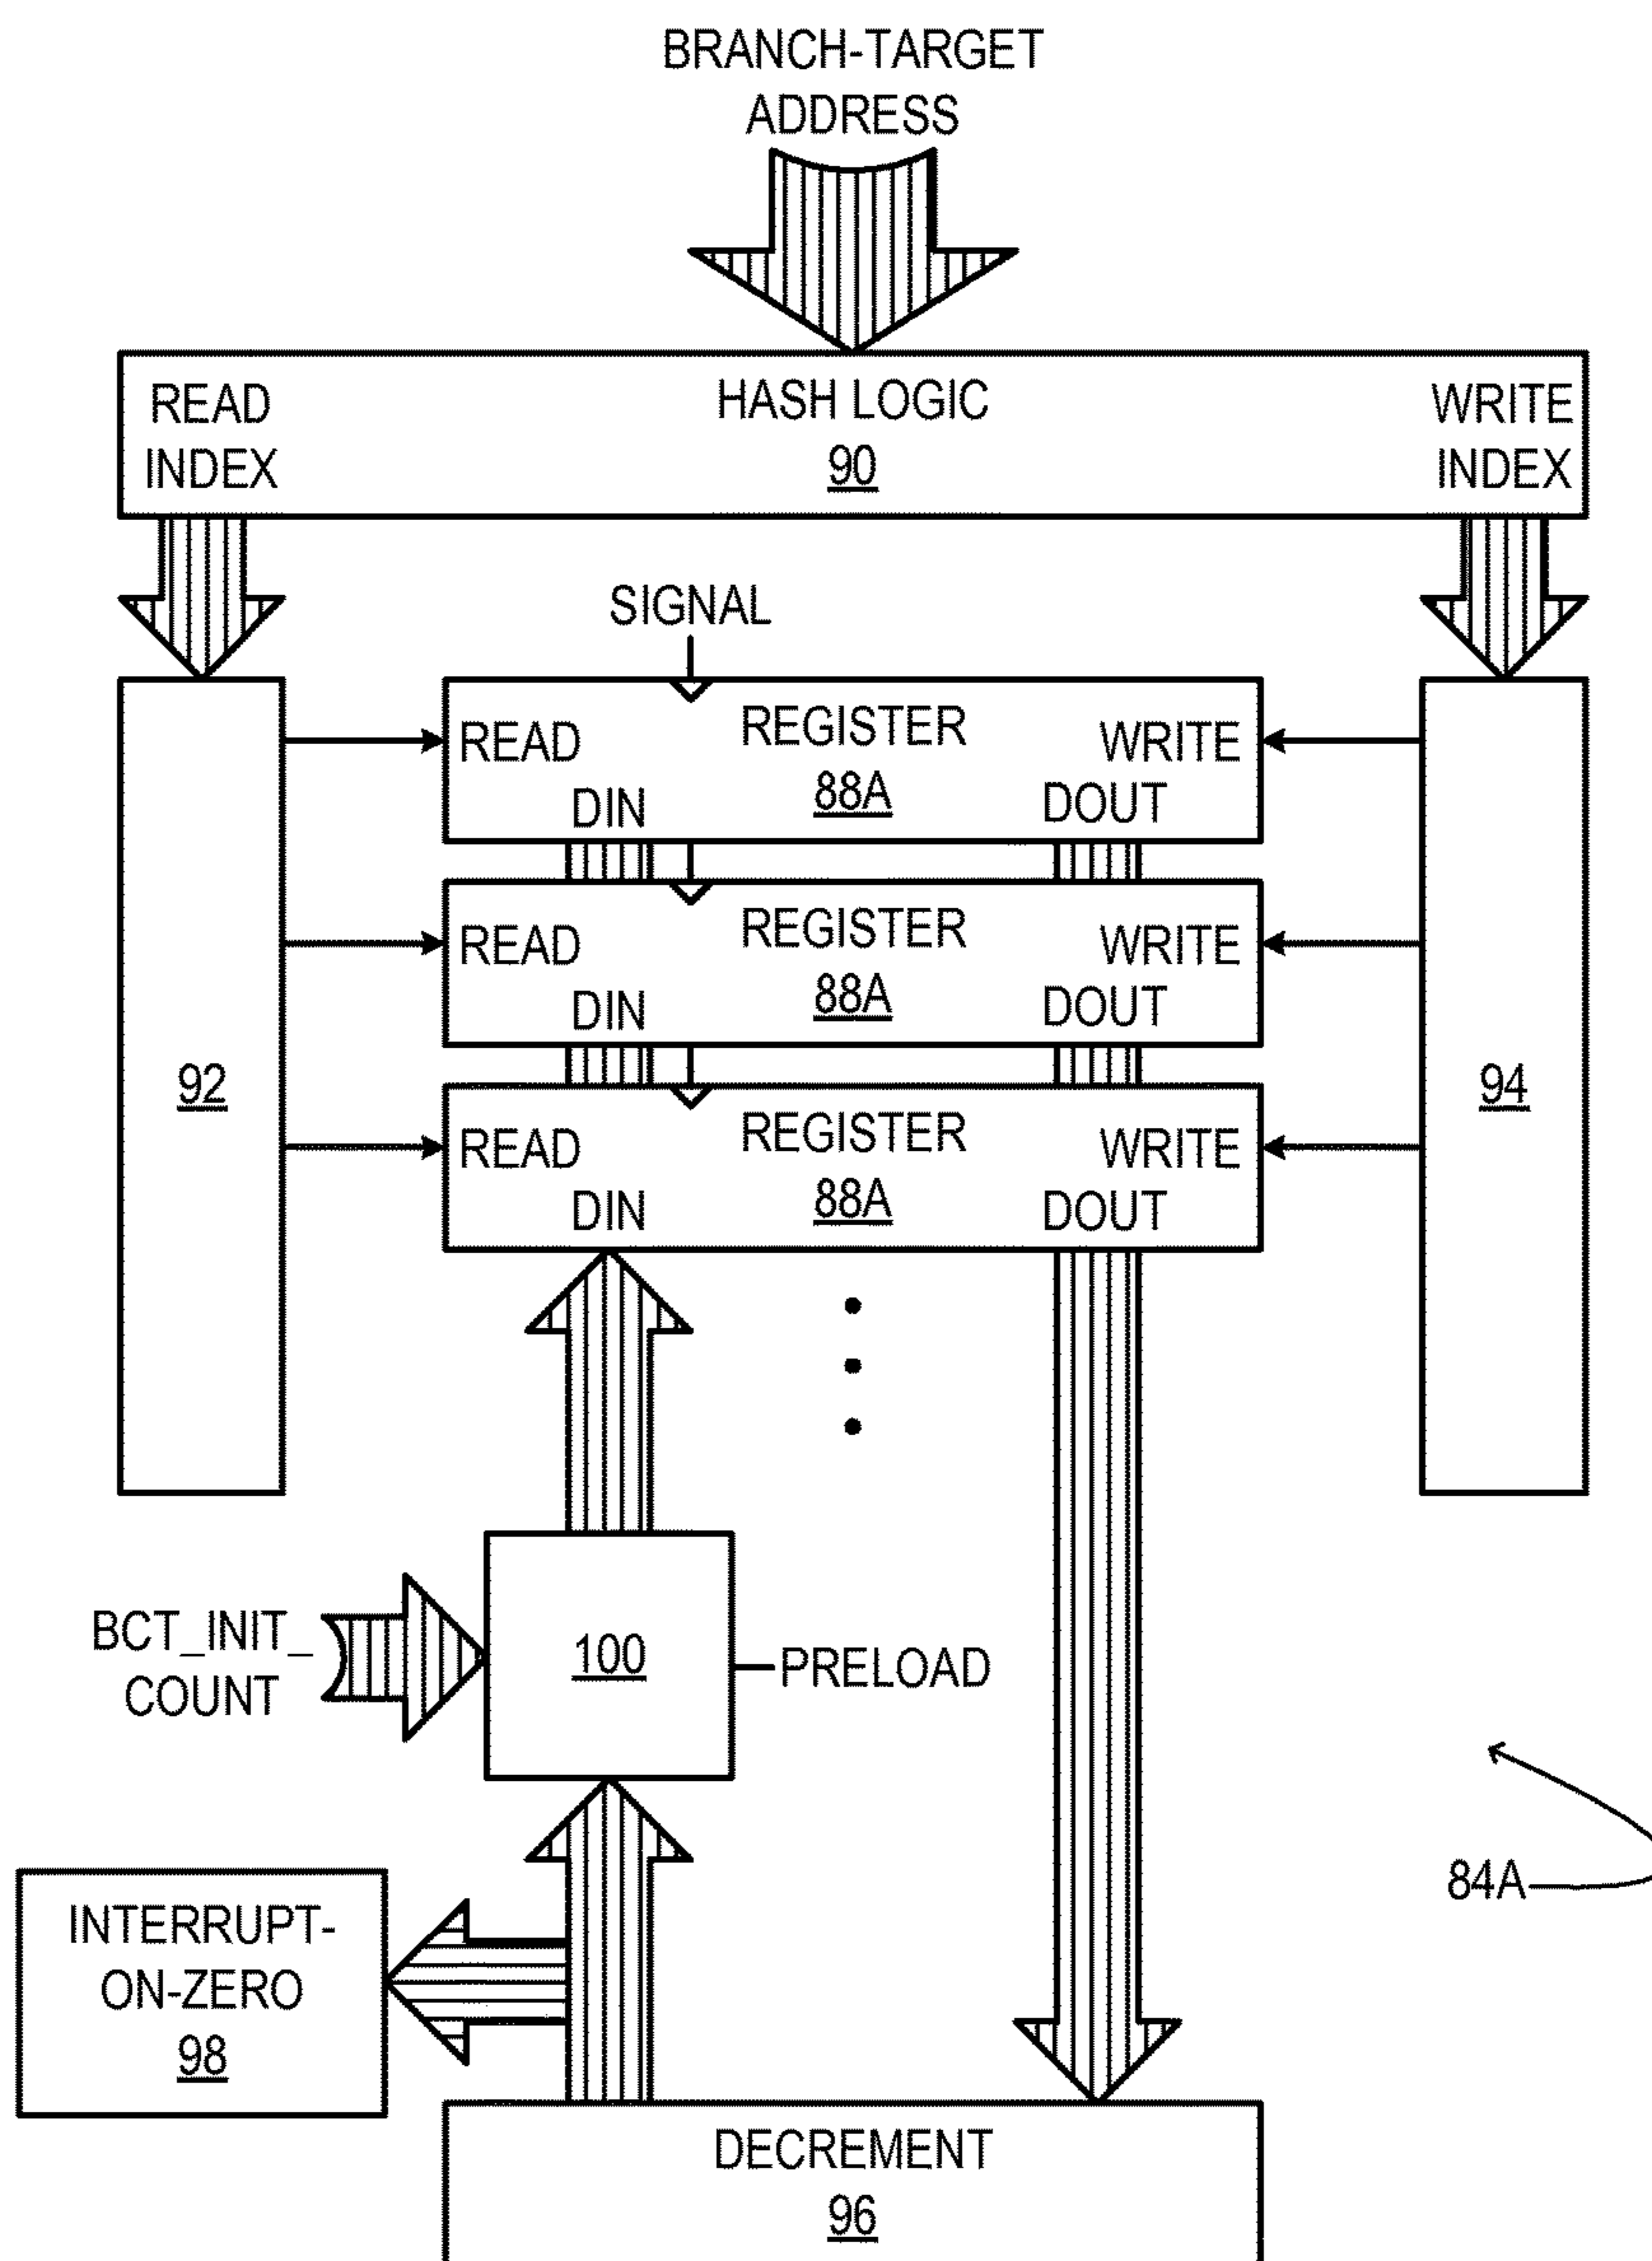 BRANCH-TARGET
ADDRESS
READ
INDEX
HASH LOGIC
90
WRITE
INDEX
SIGNAL
READ
REGISTER
88A
WRITE
DIN
DOUT
READ
REGISTER
88A
WRITE
DIN
DOUT
READ
REGISTER
88A
WRITE
DIN
DOUT
92
94
BCT_INIT_
COUNT
100
PRELOAD
84A
INTERRUPT-
ON-ZERO
98
DECREMENT
96